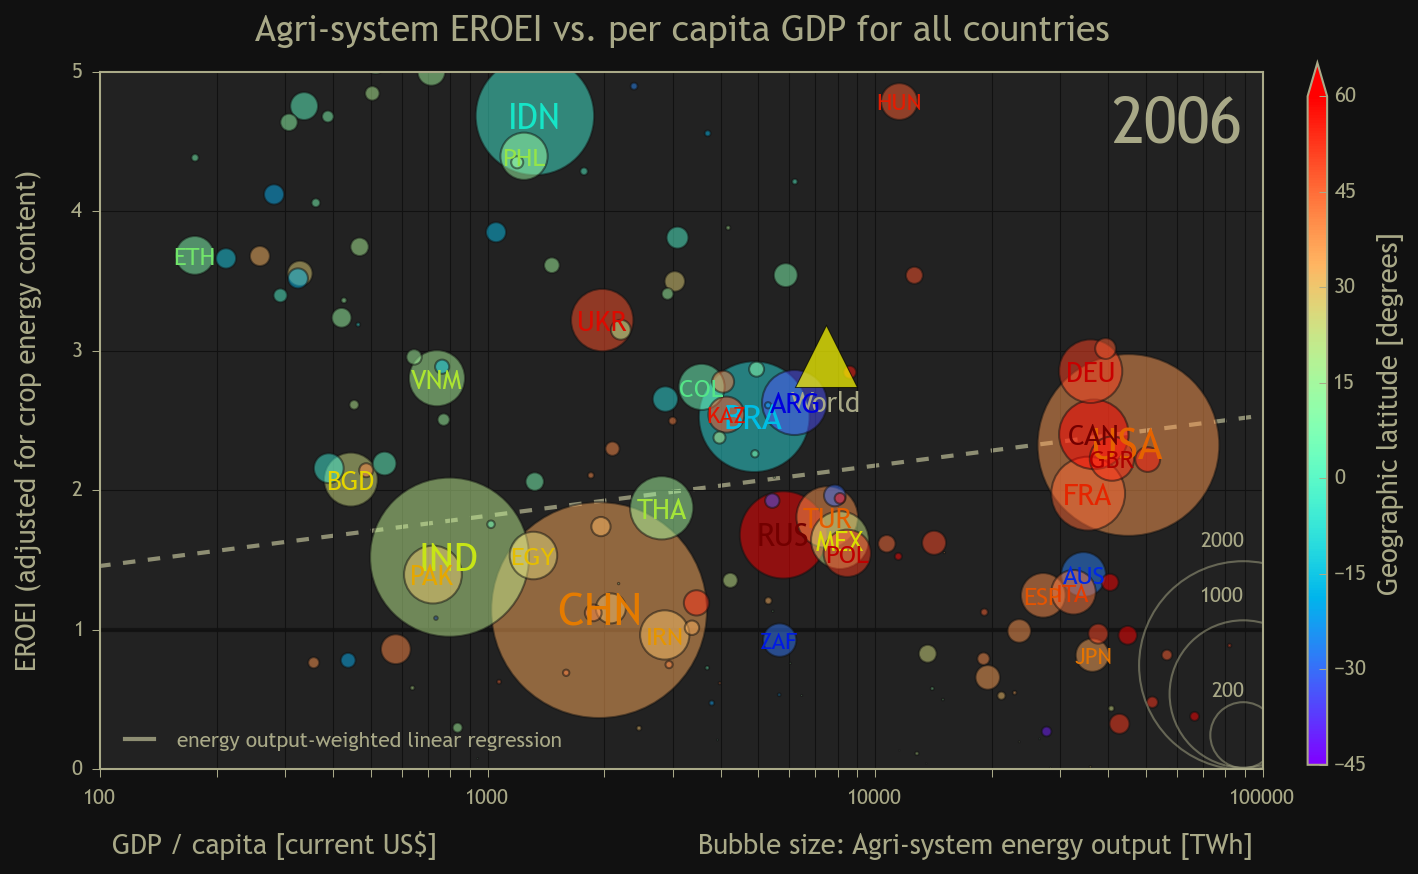 Agri-system EROEI vs. per capita GDP for all countries
EROEI (adjusted for crop energy content)
5
4
3
2
1
0
2006
IDN
PHL
HUN
ETH
UKR
VNM
COL
KAZ
BRA
ARG
World
DEU
CAN
USA
GBR
FRA
BGD
THA
IND
PAK
EGY
CHN
IRN
RUS
TUR
MEX
POL
ZAF
AUS
ESP
ITA
JPN
2000
1000
200
energy output-weighted linear regression
100
1000
10000
100000
GDP / capita [current US$]
Bubble size: Agri-system energy output [TWh]
60
45
30
15
0
−15
−30
−45
Geographic latitude [degrees]